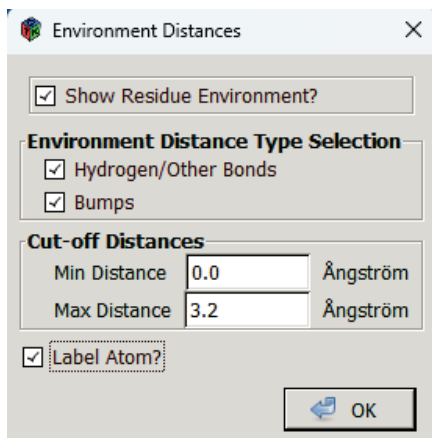 Environment Distances
Show Residue Environment?
Environment Distance Type Selection
Hydrogen/Other Bonds
Bumps
Cut-off Distances
Min Distance 0.0 Ångström
Max Distance 3.2 Ångström
Label Atom?
OK